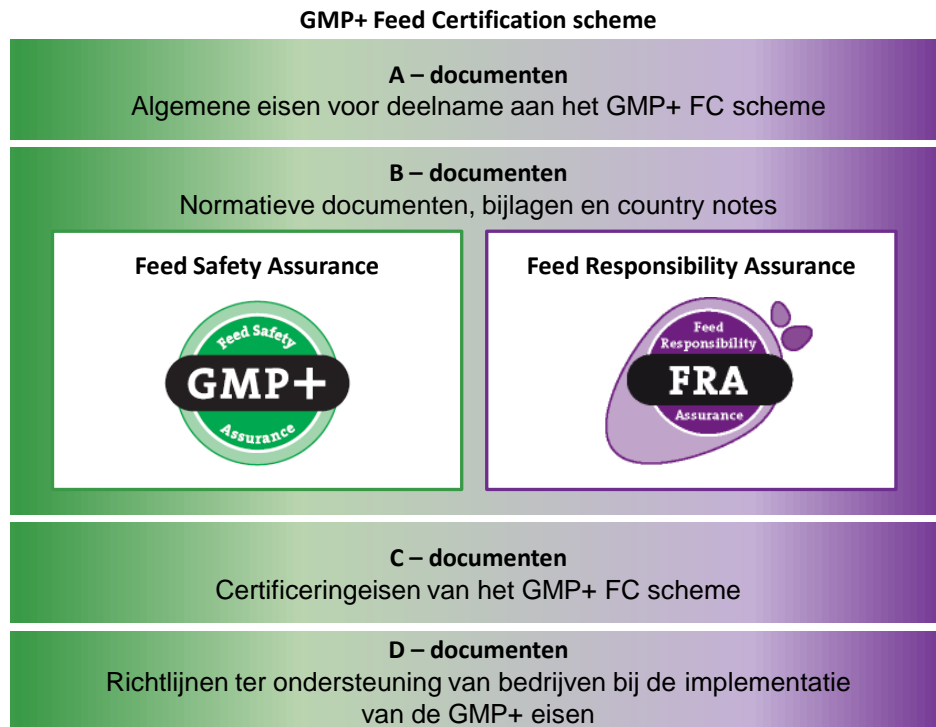 GMP+ Feed Certification scheme
A – documenten
Algemene eisen voor deelname aan het GMP+ FC scheme
B – documenten
Normatieve documenten, bijlagen en country notes
Feed Safety Assurance
Feed Safety
GMP+
Assurance
Feed Responsibility Assurance
Feed
Responsibility
FRA
Assurance
C – documenten
Certificeringeisen van het GMP+ FC scheme
D – documenten
Richtlijnen ter ondersteuning van bedrijven bij de implementatie
van de GMP+ eisen